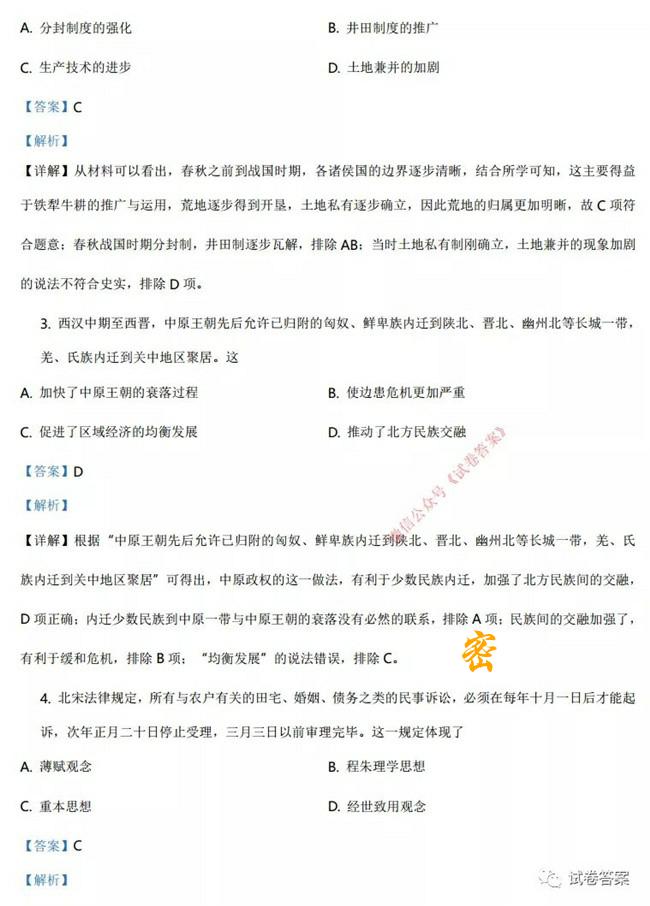 A. 分封制度的强化 B. 井田制度的推广
C. 生产技术的进步 D. 土地兼并的加剧
【答案】C
【解析】
【详解】从材料可以看出，春秋之前到战国时期，各诸侯国的边界逐步清晰，结合所学可知，这主要得益
于铁犁牛耕的推广与运用，荒地逐步得到开垦，土地私有逐步确立，因此荒地的归属更加明晰，故 C 项符
合题意；春秋战国时期分封制，井田制逐步瓦解，排除 AB；当时土地私有制刚确立，土地兼并的现象加剧
的说法不符合史实，排除 D 项。
3. 西汉中期至西晋，中原王朝先后允许已归附的匈奴、鲜卑族内迁到陕北、晋北、幽州北等长城一带，
羌、氐族内迁到关中地区聚居。这
A. 加快了中原王朝的衰落过程 B. 使边患危机更加严重
C. 促进了区域经济的均衡发展 D. 推动了北方民族交融
微信公众号《试卷答案》
【答案】D
【解析】
【详解】根据“中原王朝先后允许已归附的匈奴、鲜卑族内迁到陕北、晋北、幽州北等长城一带，羌、氐
族内迁到关中地区聚居”可得出，中原政权的这一做法，有利于少数民族内迁，加强了北方民族间的交融，
D 项正确；内迁少数民族到中原一带与中原王朝的衰落没有必然的联系，排除 A 项；民族间的交融加强了，
有利于缓和危机，排除 B 项；“均衡发展”的说法错误，排除 C。
密
4. 北宋法律规定，所有与农户有关的田宅、婚姻、债务之类的民事诉讼，必须在每年十月一日后才能起
诉，次年正月二十日停止受理，三月三日以前审理完毕。这一规定体现了
A. 薄赋观念 B. 程朱理学思想
C. 重本思想 D. 经世致用观念
【答案】C
【解析】
试卷答案